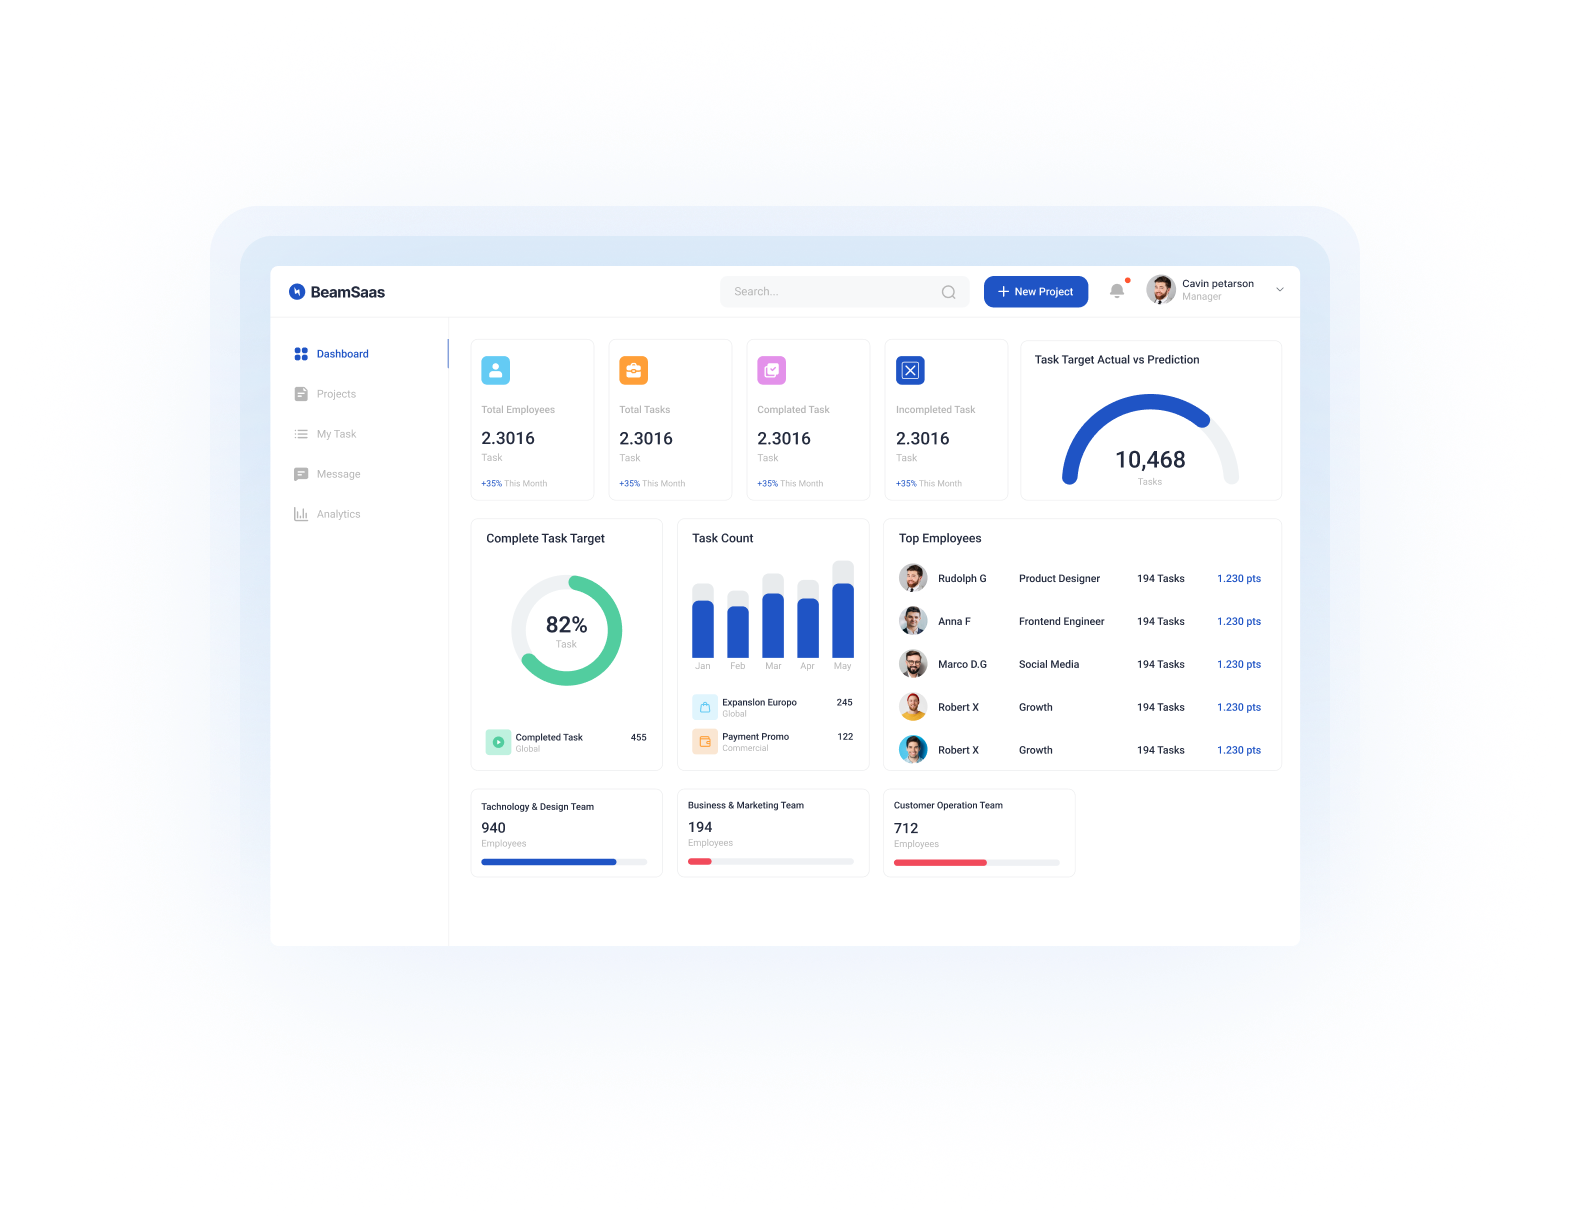 BeamSaas
Search...
New Project
Cavin petarson
Manager
Dashboard
Projects
My Task
Message
Analytics
Total Employees
2.3016
Task
+35% This Month
Total Tasks
2.3016
Task
+35% This Month
Complated Task
2.3016
Task
+35% This Month
Incompleted Task
2.3016
Task
+35% This Month
Task Target Actual vs Prediction
10,468
Tasks
Complete Task Target
82%
Task
Completed Task 455
Global
Task Count
Jan Feb Mar Apr May
Expansion Europo 245
Global
Payment Promo 122
Commercial
Top Employees
Rudolph G Product Designer 194 Tasks 1.230 pts
Anna F Frontend Engineer 194 Tasks 1.230 pts
Marco D.G Social Media 194 Tasks 1.230 pts
Robert X Growth 194 Tasks 1.230 pts
Robert X Growth 194 Tasks 1.230 pts
Tachnology & Design Team
940
Employees
Business & Marketing Team
194
Employees
Customer Operation Team
712
Employees